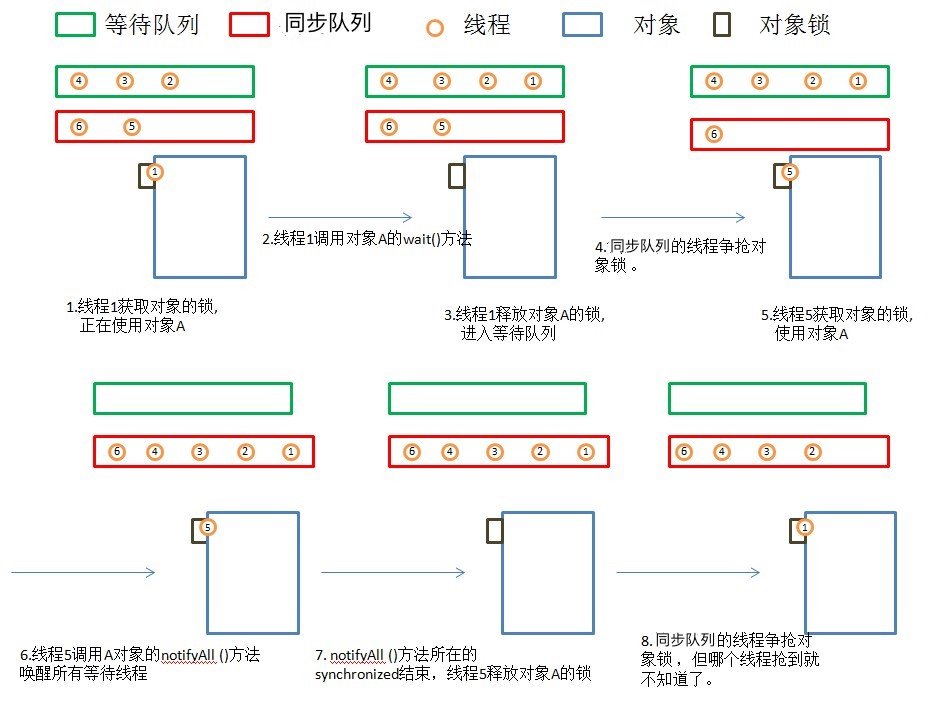 等待队列 同步队列 线程 对象 对象锁
4 3 2
4 3 2 1
4 3 2 1
6 5
6 5
6
1
5
2.线程1调用对象A的wait()方法
4.同步队列的线程争抢对
象锁。
1.线程1获取对象的锁,
正在使用对象A
3.线程1释放对象A的锁,
进入等待队列
5.线程5获取对象的锁,
使用对象A
6 4 3 2 1
6 4 3 2 1
6 4 3 2
5
1
6.线程5调用A对象的notifyAll ()方法
唤醒所有等待线程
7. notifyAll ()方法所在的
synchronized结束，线程5释放对象A的锁
8.同步队列的线程争抢对
象锁，但哪个线程抢到就
不知道了。